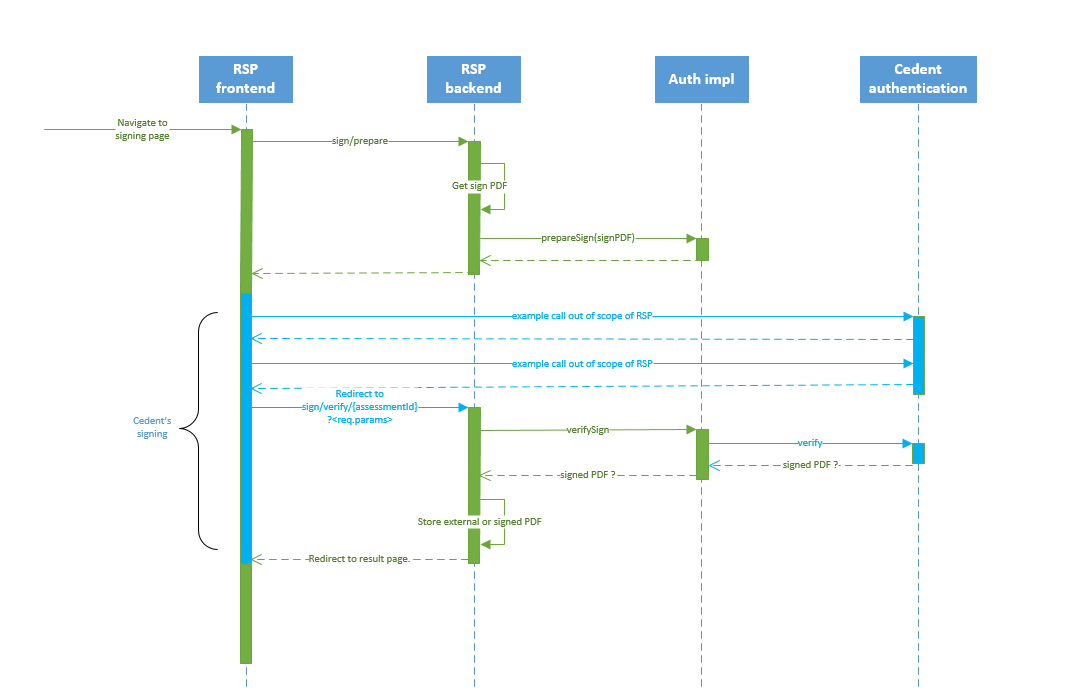 RSP
frontend
RSP
backend
Auth impl
Cedent
authentication
Navigate to
signing page
sign/prepare
Get sign PDF
prepareSign(signPDF)
example call out of scope of RSP
example call out of scope of RSP
Redirect to
sign/verify/{assessmentId}
?<req.params>
Cedent's
signing
verifySign
verify
signed PDF ?
signed PDF ?
Store external or signed PDF
Redirect to result page.